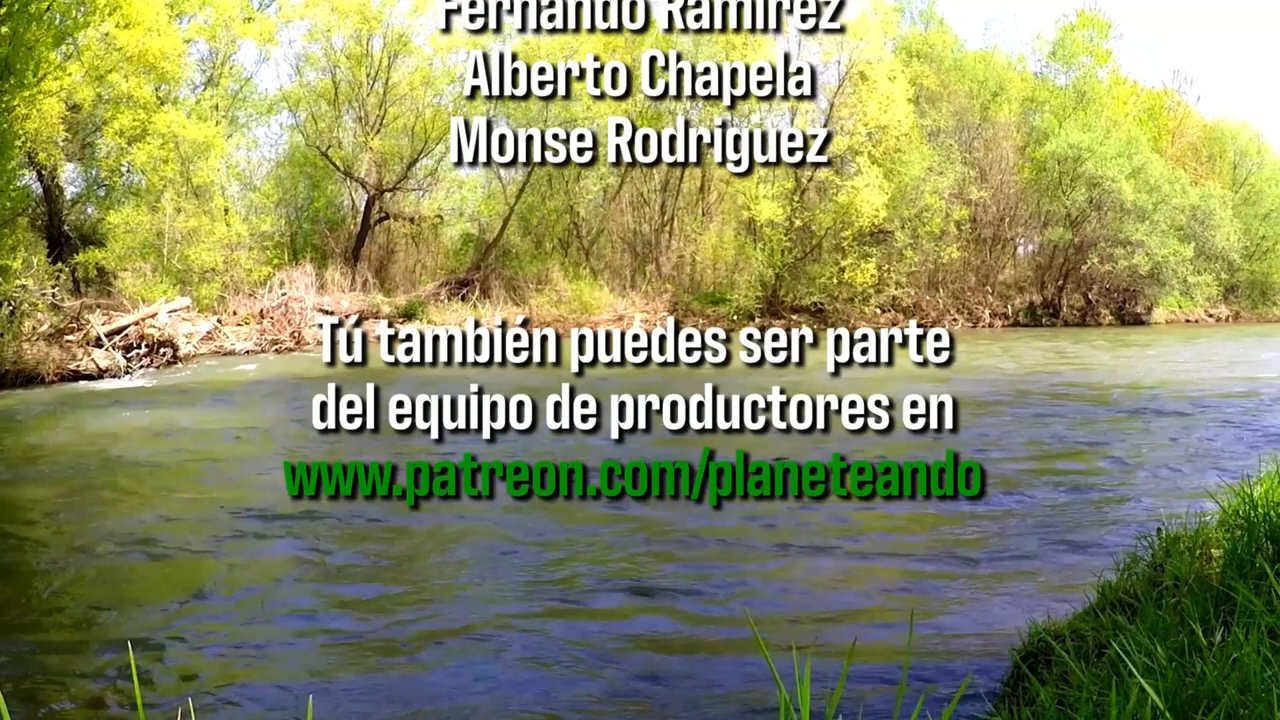 Fernando Ramírez
Alberto Chapela
Monse Rodriguez
Tú también puedes ser parte
del equipo de productores en
www.patreon.com/planeteando